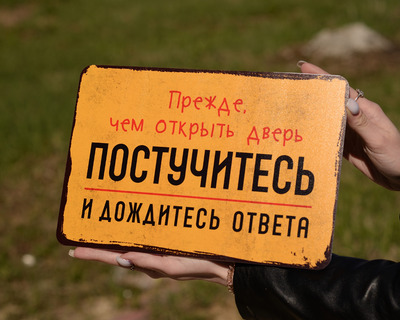 Прежде,
чем открыть дверь
ПОСТУЧИТЕСЬ
И ДОЖДИТЕСЬ ОТВЕТА